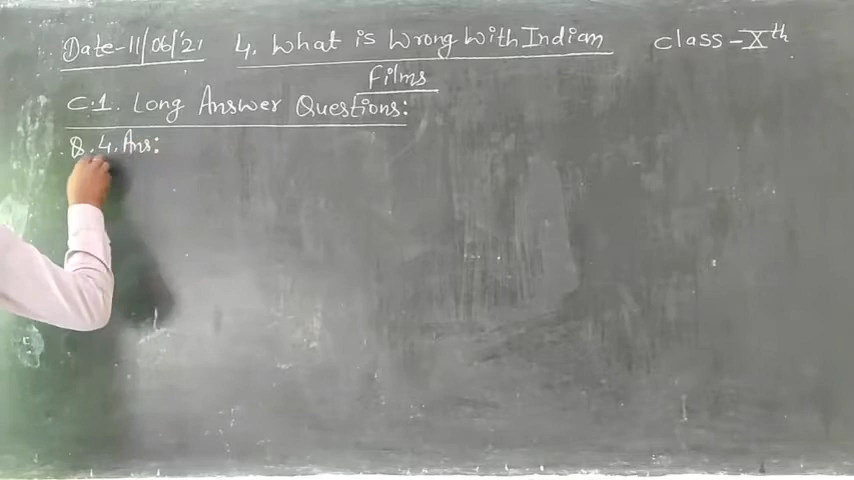 Date-11/06/'21 4. What is Wrong With Indian Class-Xth
Films
C.1. Long Answer Questions:
Q.4.Ans: